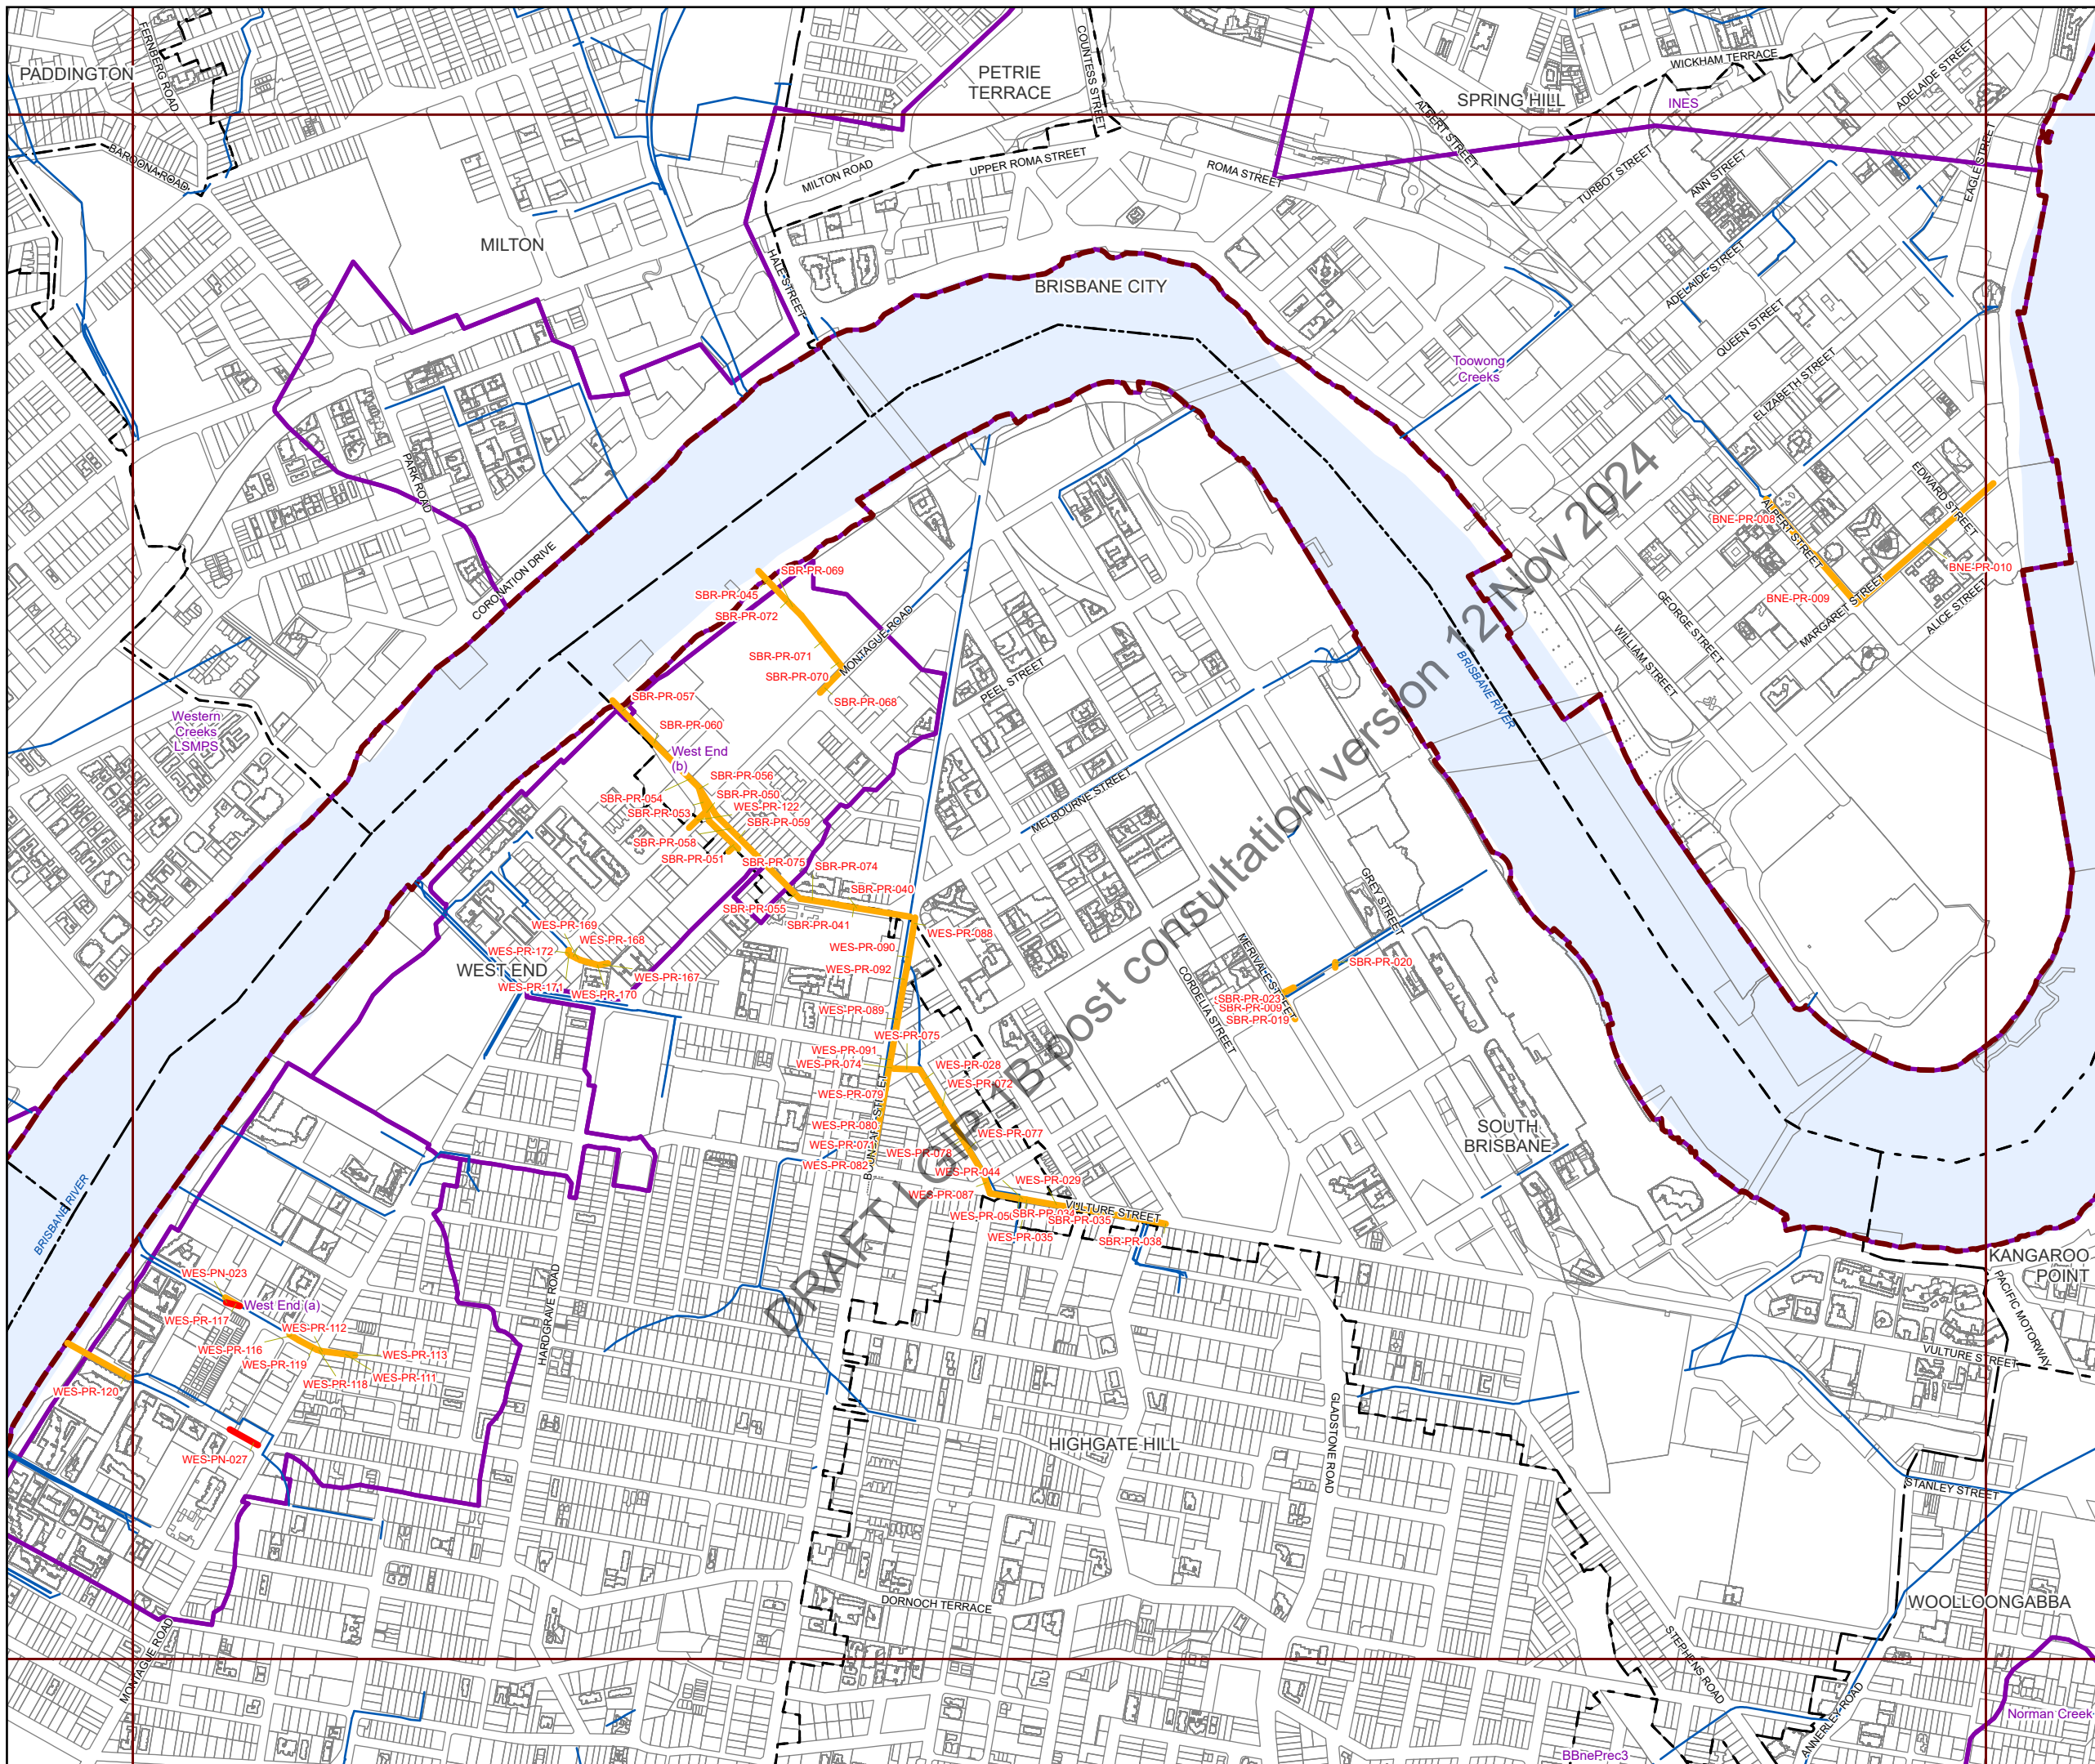 PADDINGTON
FERNBERG ROAD
BAROONA ROAD
PETRIE
TERRACE
COUNTESS STREET
SPRING HILL
WICKHAM TERRACE
INES
ADELAIDE STREET
ALBERT STREET
EAGLE STREET
MILTON ROAD
UPPER ROMA STREET
ROMA STREET
TURBOT STREET
ANN STREET
MILTON
HALE STREET
BRISBANE CITY
ADELAIDE STREET
QUEEN STREET
ELIZABETH STREET
Toowong
Creeks
PARK ROAD
CORONATION DRIVE
EDWARD STREET
BNE-PR-008
ALBERT STREET
BNE-PR-010
BNE-PR-009
MARGARET STREET
ALICE STREET
GEORGE STREET
WILLIAM STREET
BRISBANE RIVER
SBR-PR-069
SBR-PR-045
SBR-PR-072
SBR-PR-071
SBR-PR-070
MONTAGUE ROAD
SBR-PR-068
PEEL STREET
SBR-PR-057
SBR-PR-060
Western
Creeks
LSMPS
West End
(b)
SBR-PR-056
SBR-PR-054
SBR-PR-050
WES-PR-122
SBR-PR-053
SBR-PR-059
SBR-PR-058
SBR-PR-051
SBR-PR-075
SBR-PR-074
SBR-PR-040
SBR-PR-055
SBR-PR-041
MELBOURNE STREET
GREY STREET
MERIVALE STREET
CORDELIA STREET
WES-PR-169
WES-PR-168
WES-PR-172
WEST END
WES-PR-167
WES-PR-171
WES-PR-170
WES-PR-090
WES-PR-088
WES-PR-092
WES-PR-089
WES-PR-075
WES-PR-091
WES-PR-074
WES-PR-028
WES-PR-072
WES-PR-079
WES-PR-080
WES-PR-071
WES-PR-077
WES-PR-078
WES-PR-082
WES-PR-044
WES-PR-029
WES-PR-087
SBR-PR-035
VULTURE STREET
WES-PR-035
SBR-PR-038
SBR-PR-020
SBR-PR-023
SBR-PR-009
SBR-PR-019
SOUTH
BRISBANE
DRAFT LGIP 1B post consultation version 12 Nov 2024
BRISBANE RIVER
WES-PN-023
West End (a)
WES-PR-117
WES-PR-112
WES-PR-116
WES-PR-113
WES-PR-119
WES-PR-111
WES-PR-118
WES-PR-120
WES-PN-027
HARDGRAVE ROAD
HIGHGATE HILL
GLADSTONE ROAD
DORNOCH TERRACE
MONTAGUE ROAD
KANGAROO
POINT
PACIFIC MOTORWAY
VULTURE STREET
STANLEY STREET
WOOLLOONGABBA
STEPHENS ROAD
ANNERLEY ROAD
Norman Creek
BBnePrec3